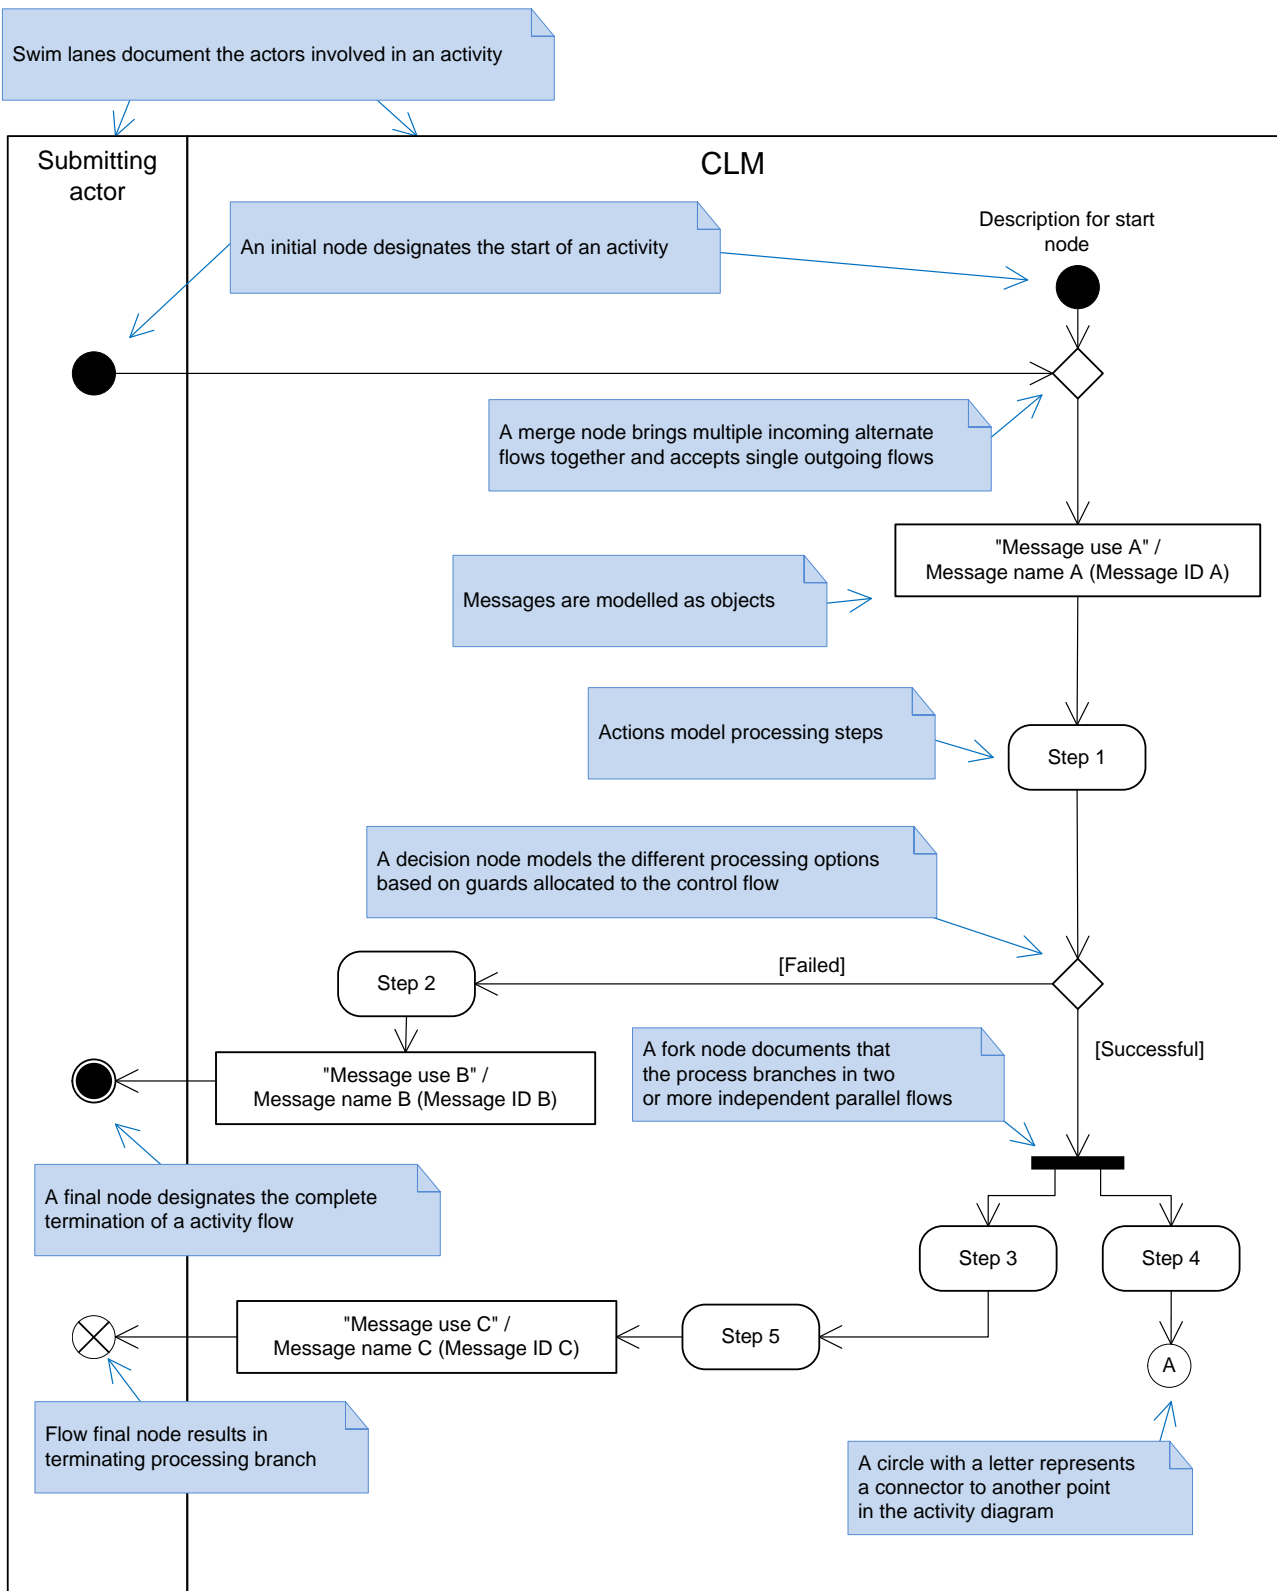 Swim lanes document the actors involved in an activity
Submitting
actor
CLM
Description for start
node
An initial node designates the start of an activity
A merge node brings multiple incoming alternate
flows together and accepts single outgoing flows
"Message use A" /
Message name A (Message ID A)
Messages are modelled as objects
Actions model processing steps
Step 1
A decision node models the different processing options
based on guards allocated to the control flow
[Failed]
Step 2
[Successful]
A fork node documents that
the process branches in two
or more independent parallel flows
"Message use B" /
Message name B (Message ID B)
A final node designates the complete
termination of a activity flow
Step 3
Step 4
"Message use C" /
Message name C (Message ID C)
Step 5
A
Flow final node results in
terminating processing branch
A circle with a letter represents
a connector to another point
in the activity diagram